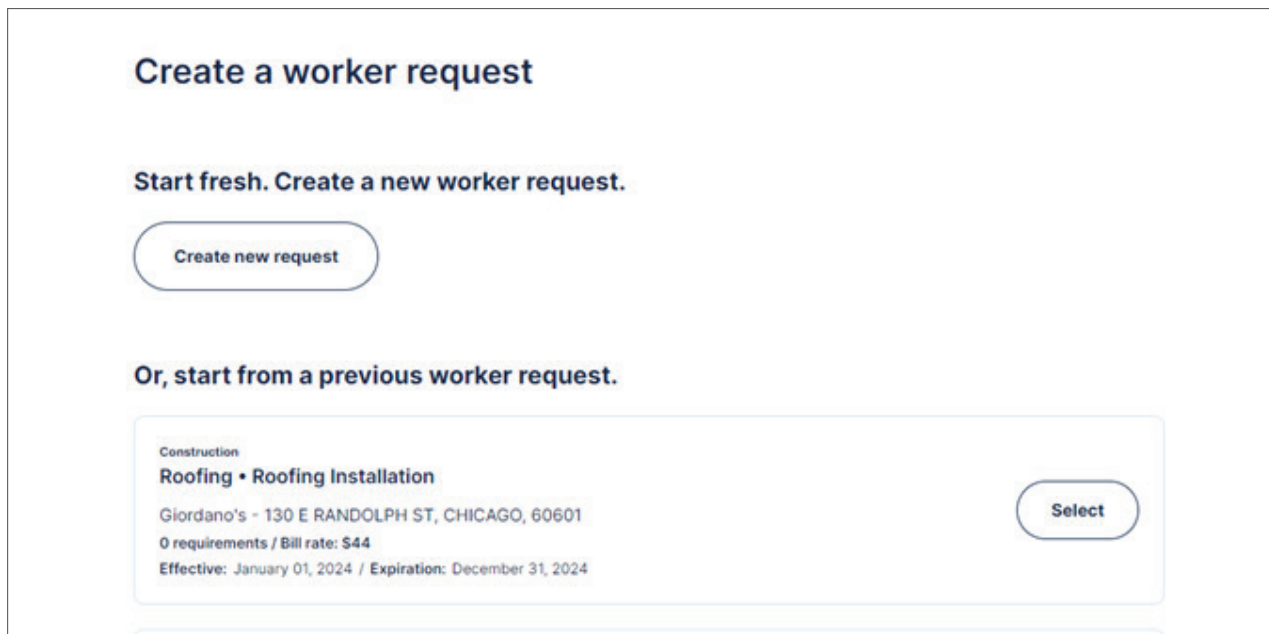 Create a worker request
Start fresh. Create a new worker request.
Create new request
Or, start from a previous worker request.
Construction
Roofing • Roofing Installation
Giordano's - 130 E RANDOLPH ST, CHICAGO, 60601
0 requirements / Bill rate: $44
Effective: January 01, 2024 / Expiration: December 31, 2024
Select